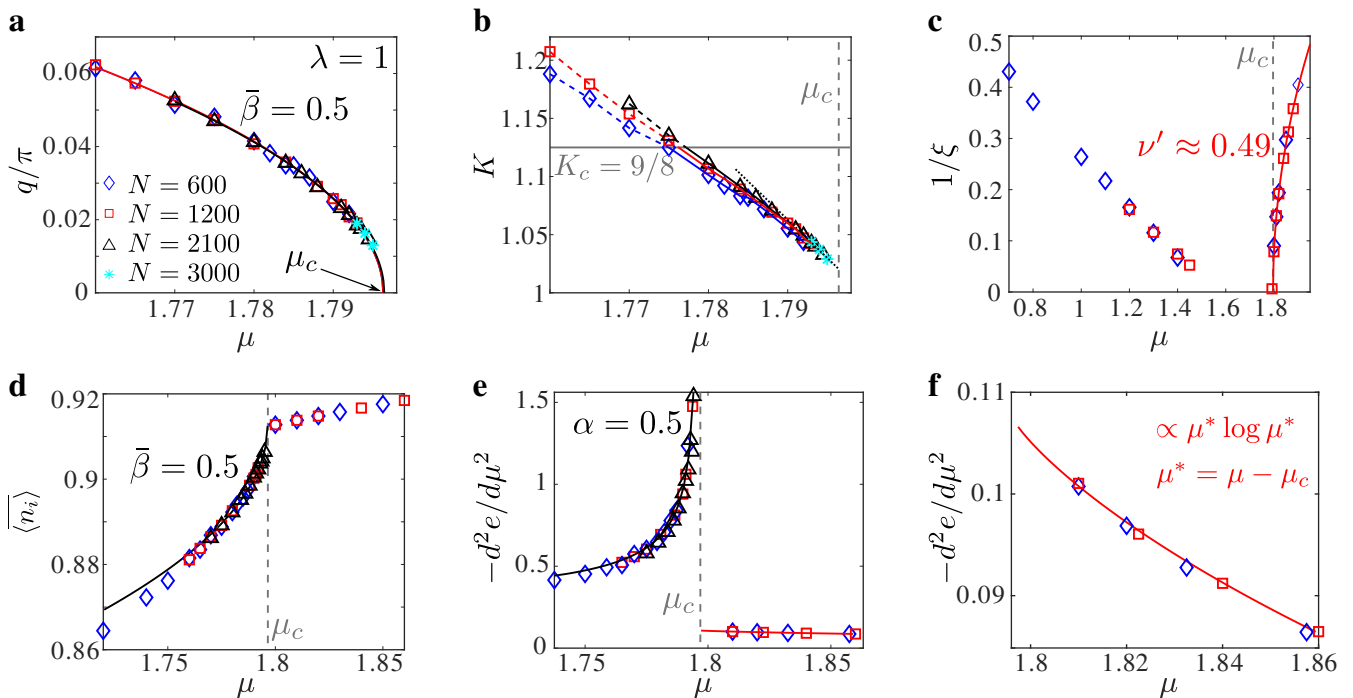 a
λ = 1
β̄ = 0.5
N = 600
N = 1200
N = 2100
N = 3000
μc
q/π
0.06
0.04
0.02
0
1.77
1.78
1.79
μ
b
μc
Kc = 9/8
K
1.2
1.15
1.1
1.05
1
1.77
1.78
1.79
μ
c
μc
ν′ ≈ 0.49
1/ξ
0.5
0.4
0.3
0.2
0.1
0
0.8
1
1.2
1.4
1.6
1.8
μ
d
β̄ = 0.5
μc
⟨n̅ᵢ⟩
0.92
0.9
0.88
0.86
1.75
1.8
1.85
μ
e
α = 0.5
μc
−d²e/dμ²
1.5
1
0.5
0
1.75
1.8
1.85
μ
f
∝ μ* log μ*
μ* = μ − μc
−d²e/dμ²
0.11
0.11
0.09
1.8
1.82
1.84
1.86
μ